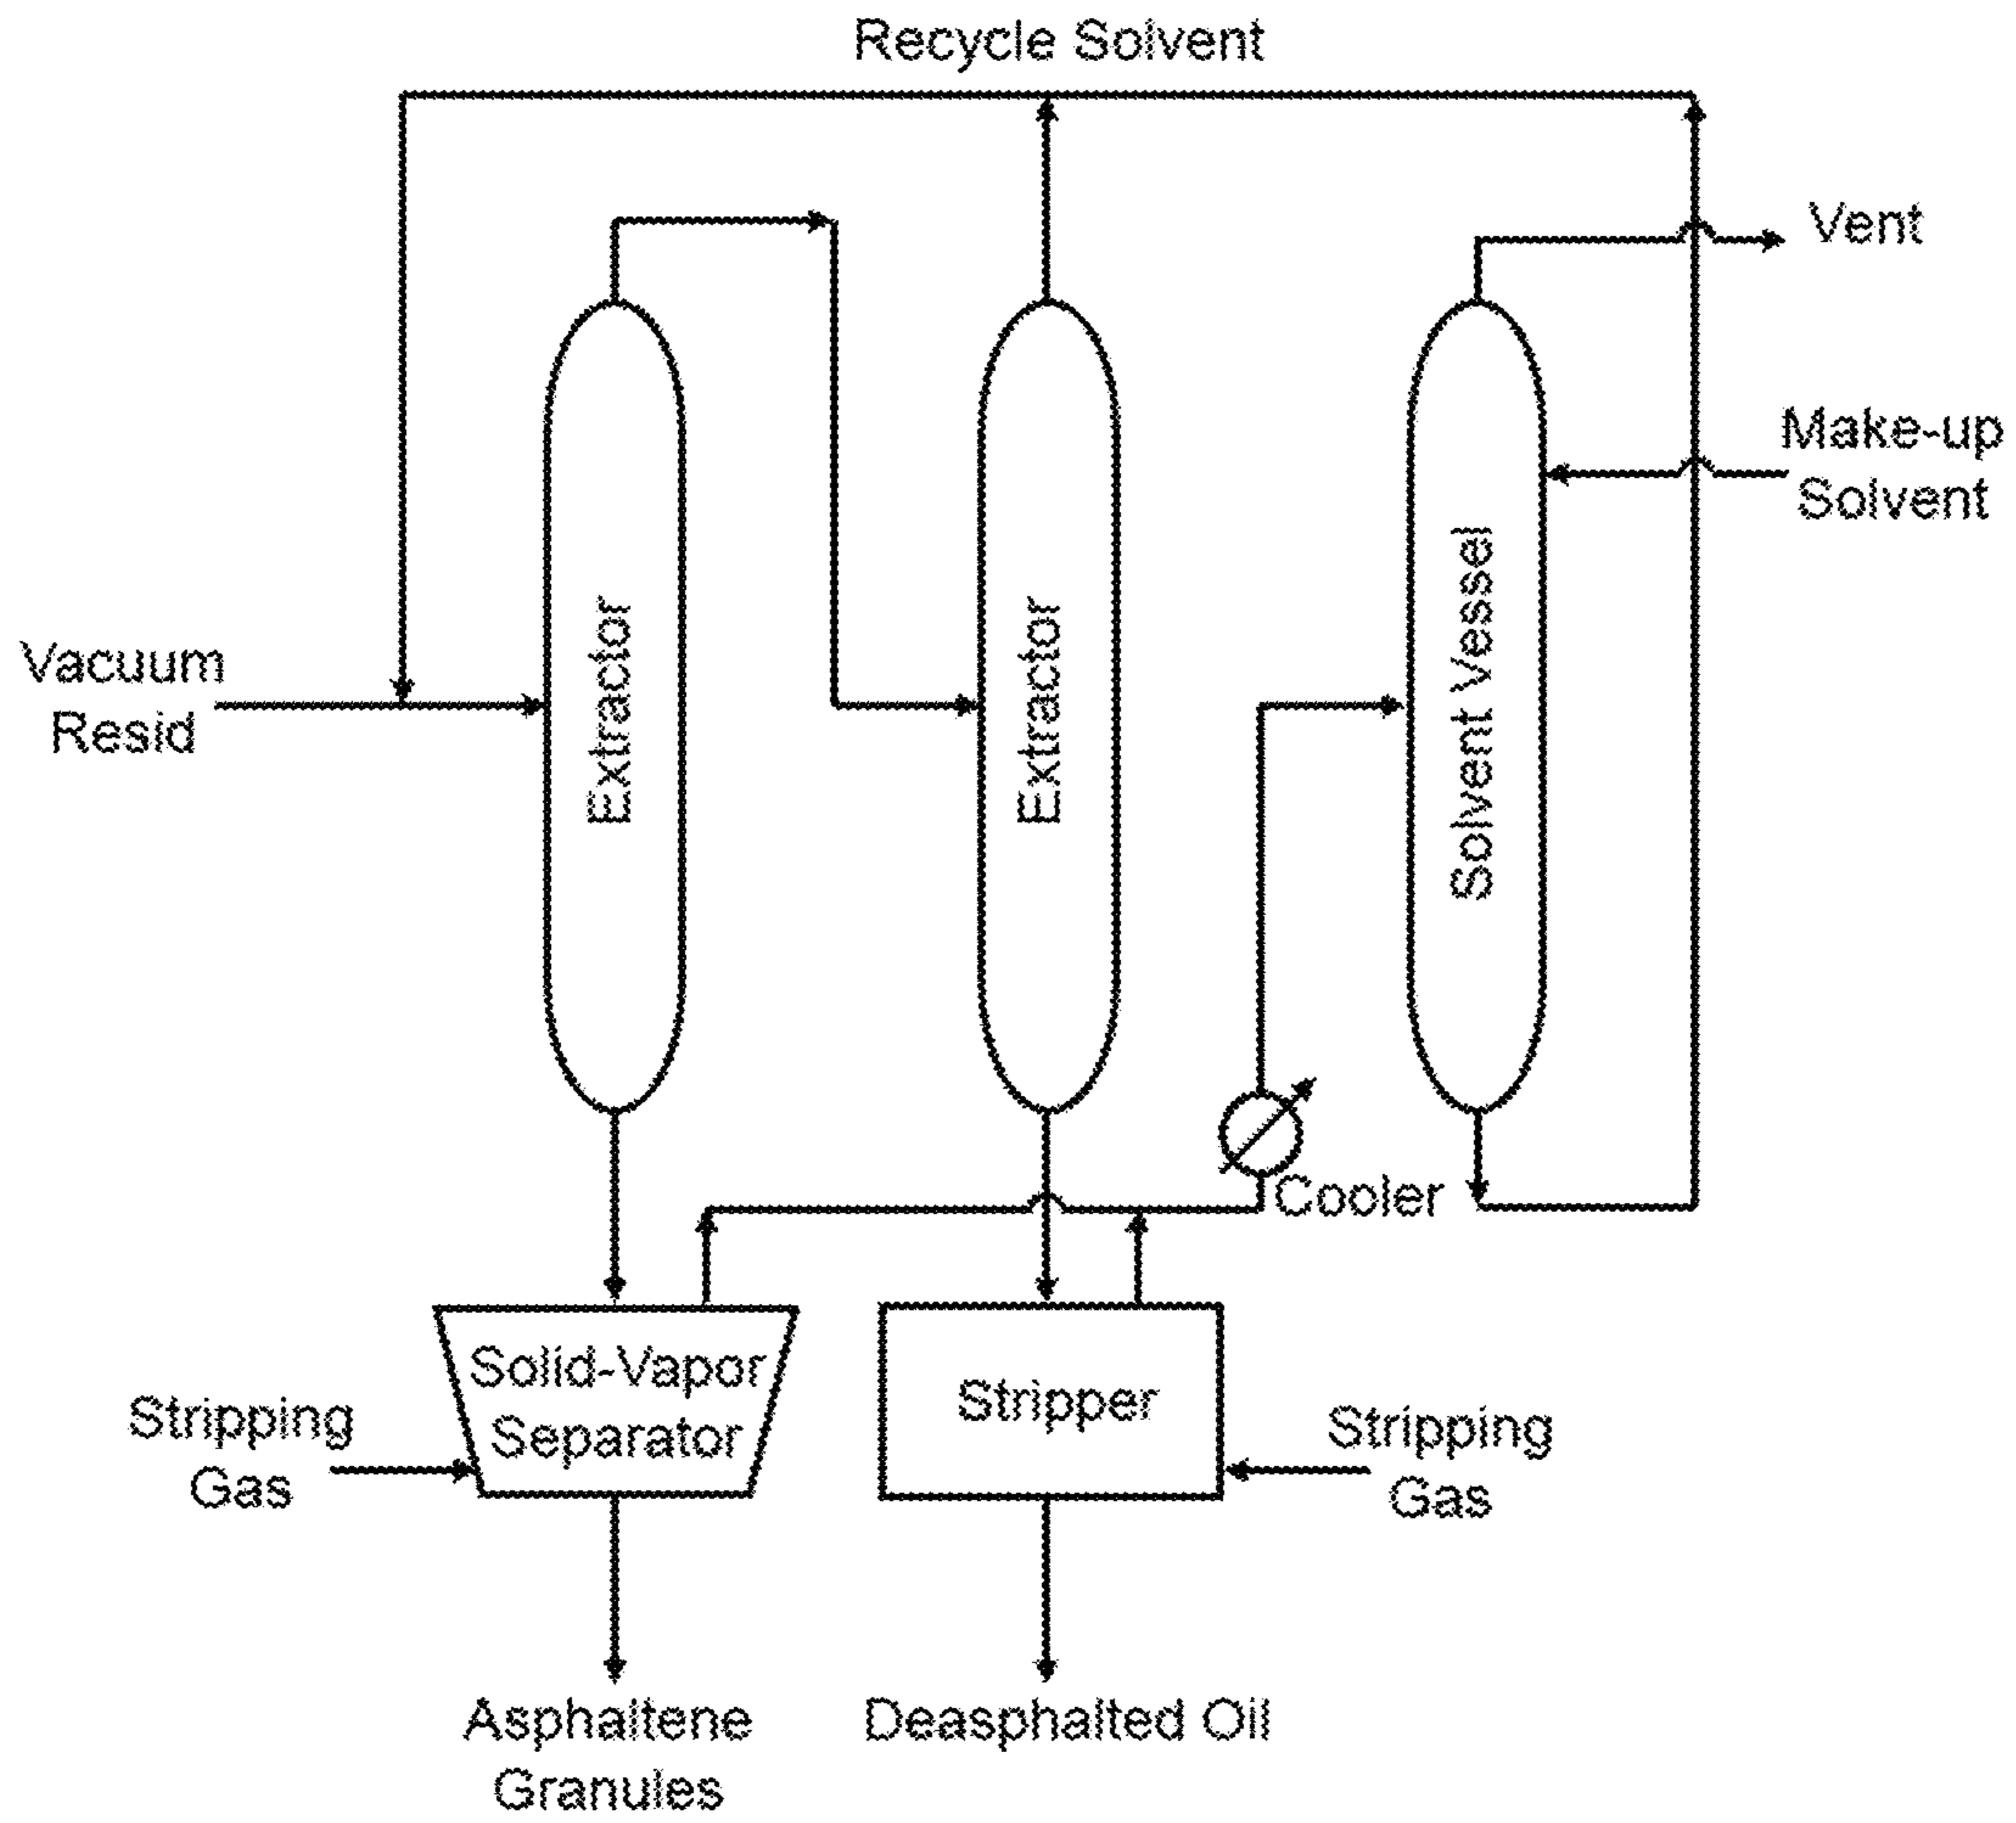 Recycle Solvent
Vent
Make-up
Solvent
Vacuum
Resid
Extractor
Extractor
Solvent Vessel
Cooler
Solid-Vapor
Separator
Stripping
Gas
Stripper
Stripping
Gas
Asphaltene
Granules
Deasphalted Oil